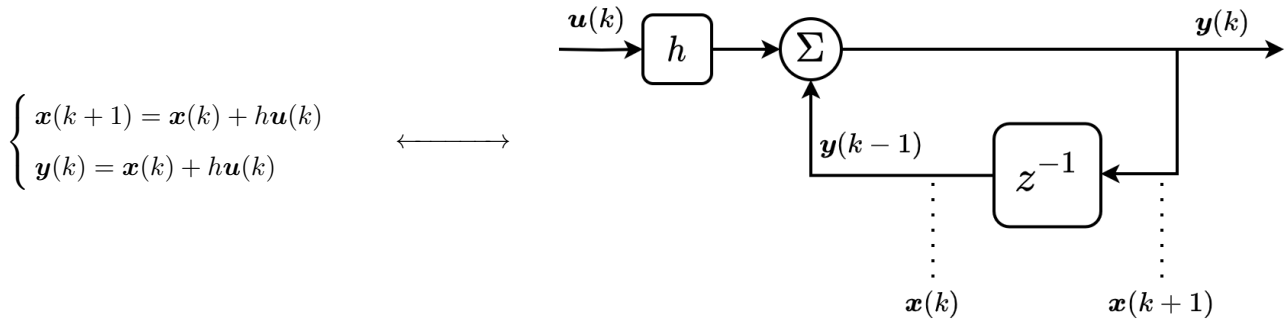 u(k)
y(k)
h
Σ
x(k + 1) = x(k) + hu(k)
y(k) = x(k) + hu(k)
y(k − 1)
z⁻¹
x(k)
x(k + 1)